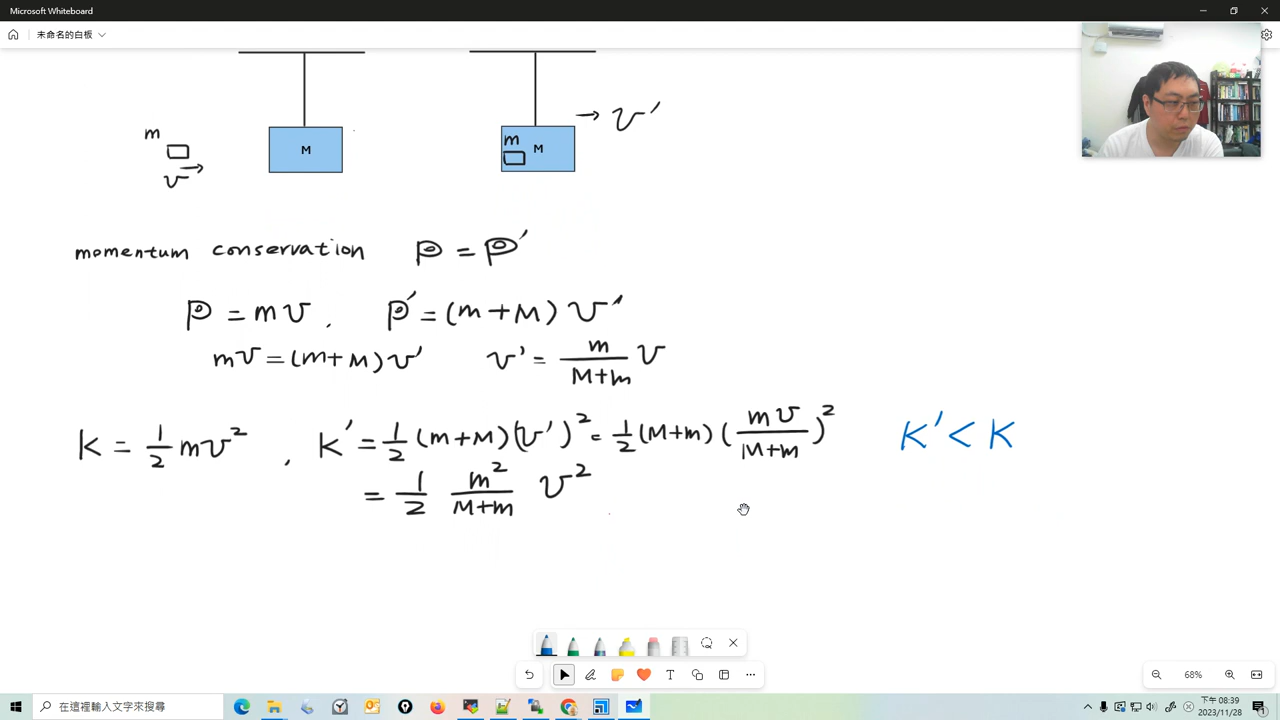 Microsoft Whiteboard
未命名的白板
m
v
M
m
M
v′
momentum conservation P = P′
P = mv, P′ = (m+M) v′
mv = (m+M) v′ v′ = m/(M+m) v
K = 1/2 mv², K′ = 1/2 (m+M)(v′)² = 1/2 (M+m) (mv/(M+m))² K′ < K
= 1/2 m²/(M+m) v²
T
68%
在這裡輸入文字來搜尋
下午 08:39
2023/11/28